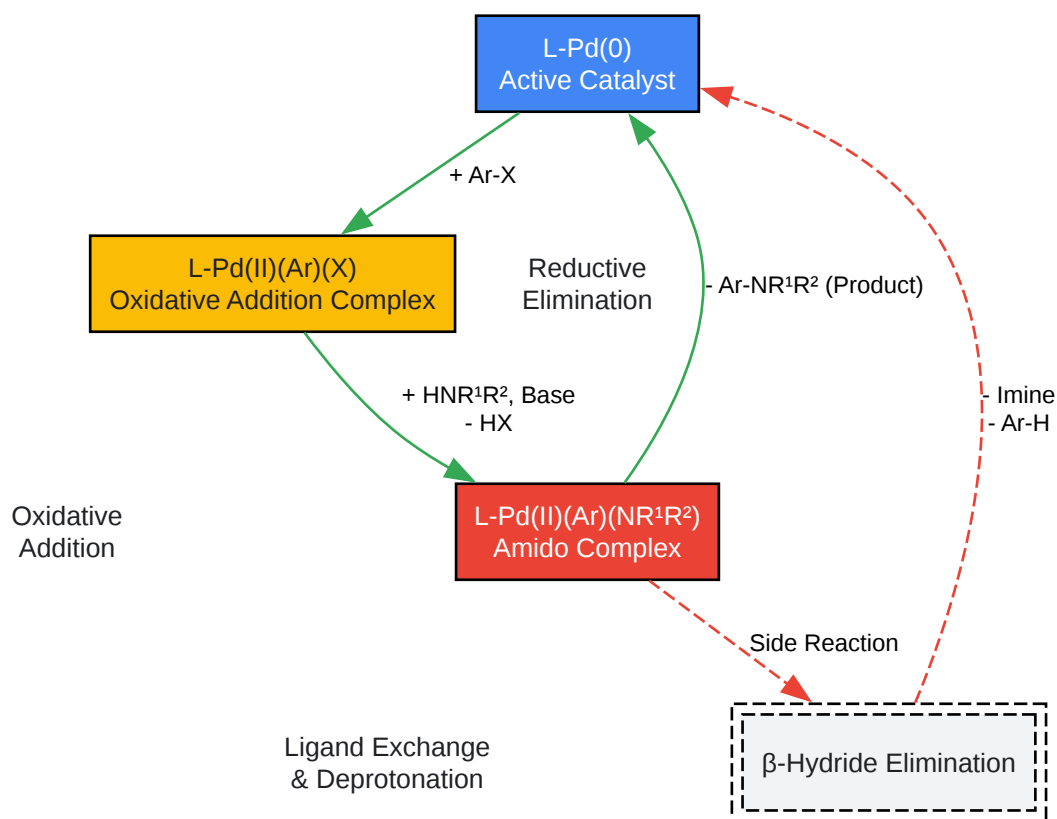 L-Pd(0)
Active Catalyst
+ Ar-X
L-Pd(II)(Ar)(X)
Oxidative Addition Complex
Reductive
Elimination
- Ar-NR¹R² (Product)
+ HNR¹R², Base
- HX
- Imine
- Ar-H
L-Pd(II)(Ar)(NR¹R²)
Amido Complex
Oxidative
Addition
Side Reaction
Ligand Exchange
& Deprotonation
β-Hydride Elimination